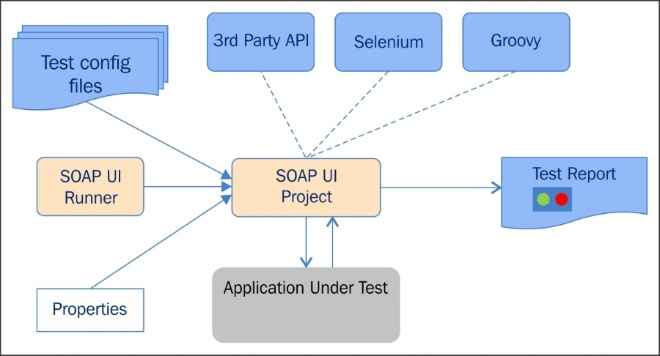 Test config
files
3rd Party API
Selenium
Groovy
SOAP UI
Runner
SOAP UI
Project
Test Report
Properties
Application Under Test